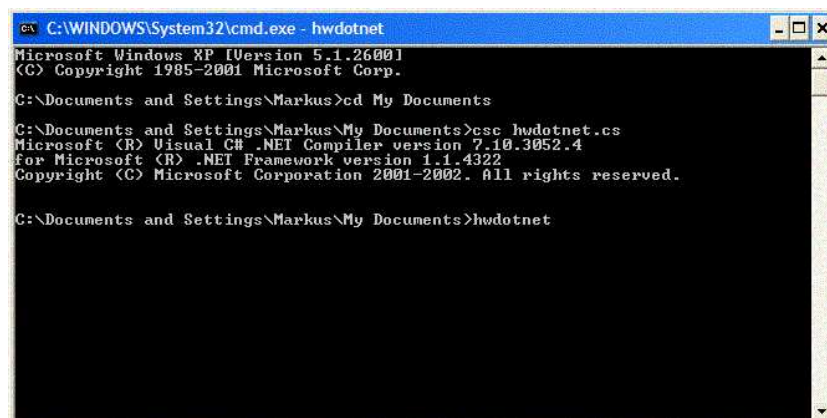 C:\WINDOWS\System32\cmd.exe - hwdotnet
Microsoft Windows XP [Version 5.1.2600]
(C) Copyright 1985-2001 Microsoft Corp.
C:\Documents and Settings\Markus>cd My Documents
C:\Documents and Settings\Markus\My Documents>csc hwdotnet.cs
Microsoft (R) Visual C# .NET Compiler version 7.10.3052.4
for Microsoft (R) .NET Framework version 1.1.4322
Copyright (C) Microsoft Corporation 2001-2002. All rights reserved.
C:\Documents and Settings\Markus\My Documents>hwdotnet